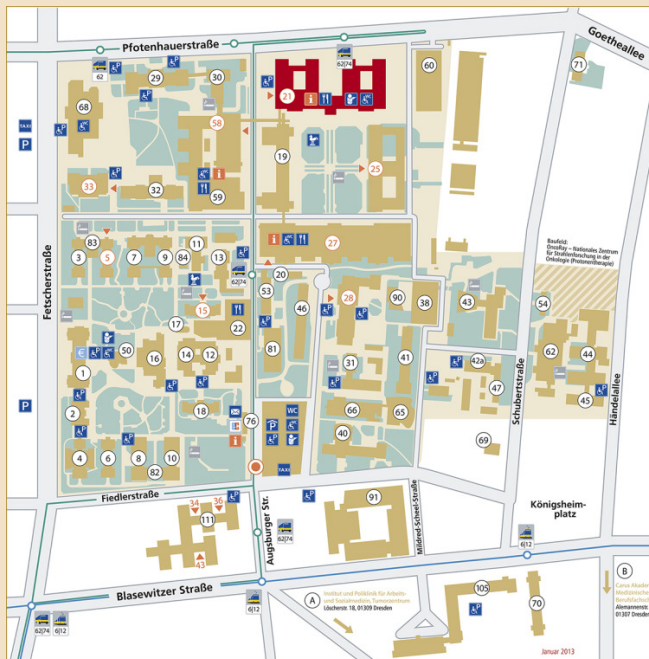 Pfotenhauerstraße
Goetheallee
62
62|74
71
29
30
21
60
68
58
TAXI
P
19
25
33
32
59
27
Baufeld:
OncoRay – Nationales Zentrum
für Strahlenforschung in der
Onkologie (Protonentherapie)
Fetscherstraße
83
3
5
7
9
84
11
13
62|74
20
53
46
28
90
38
43
54
15
17
22
50
16
14
12
81
31
41
42a
47
62
44
45
Schubertstraße
Händelallee
1
2
18
76
WC
66
65
40
69
4
6
8
10
82
TAXI
Fiedlerstraße
34
36
111
43
Augsburger Str.
62|74
91
Mildred-Scheel-Straße
Königsheim-
platz
6|12
Blasewitzer Straße
62|74
6|12
6|12
A
Institut und Poliklinik für Arbeits-
und Sozialmedizin, Tumorzentrum
Löscherstr. 18, 01309 Dresden
105
70
B
Carus Akadem
Medizinische
Berufsfachsch
Alemannenstr.
01307 Dresden
Januar 2013